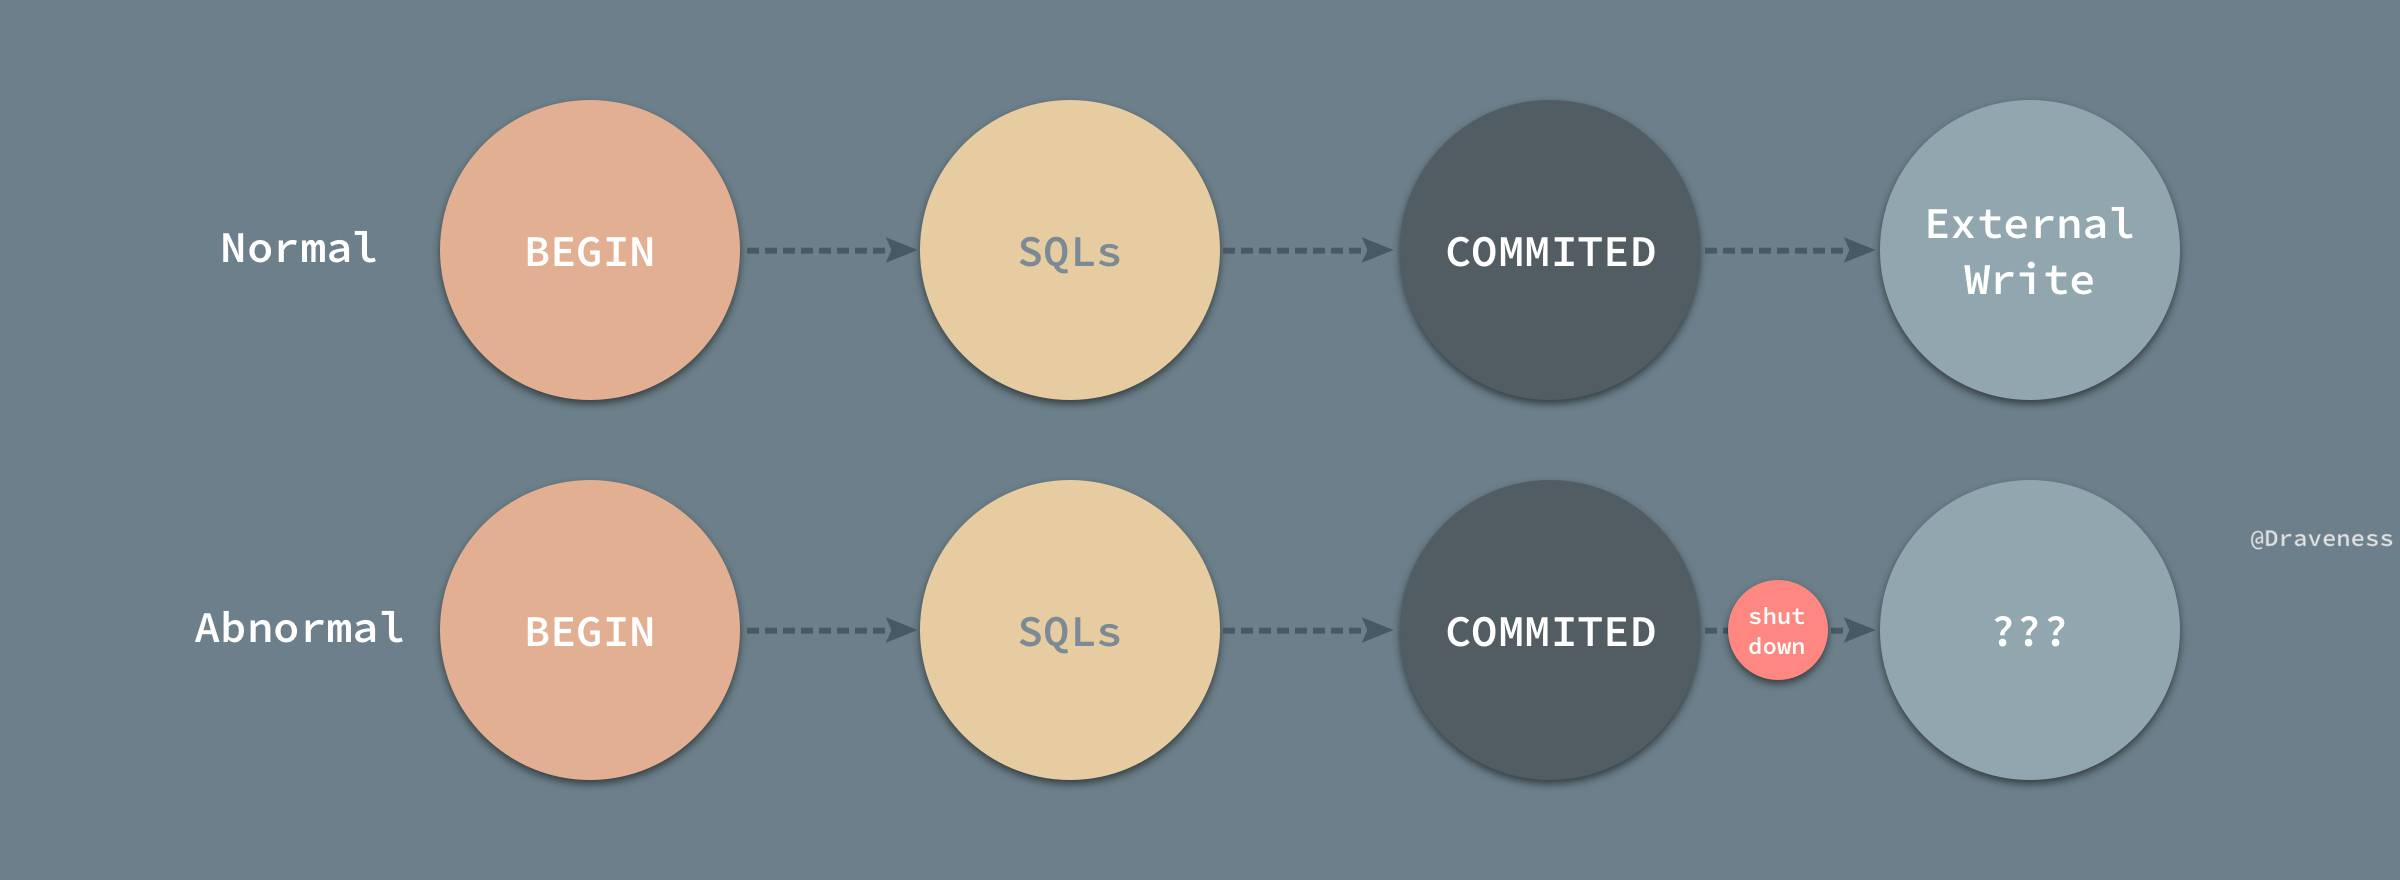 Normal
BEGIN
SQLs
COMMITED
External
Write
Abnormal
BEGIN
SQLs
COMMITED
shut
down
???
@Draveness